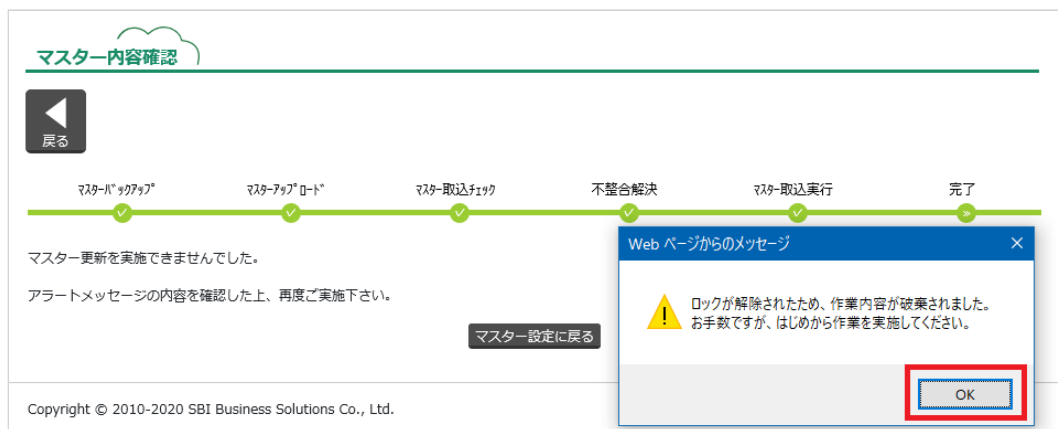 マスター内容確認
戻る
ﾏｽﾀｰﾊﾞｯｸｱｯﾌﾟ ﾏｽﾀｰｱｯﾌﾟﾛｰﾄﾞ ﾏｽﾀｰ取込ﾁｪｯｸ 不整合解決 ﾏｽﾀｰ取込実行 完了
マスター更新を実施できませんでした。
アラートメッセージの内容を確認した上、再度ご実施下さい。
マスター設定に戻る
Web ページからのメッセージ
ロックが解除されたため、作業内容が破棄されました。
お手数ですが、はじめから作業を実施してください。
OK
Copyright © 2010-2020 SBI Business Solutions Co., Ltd.